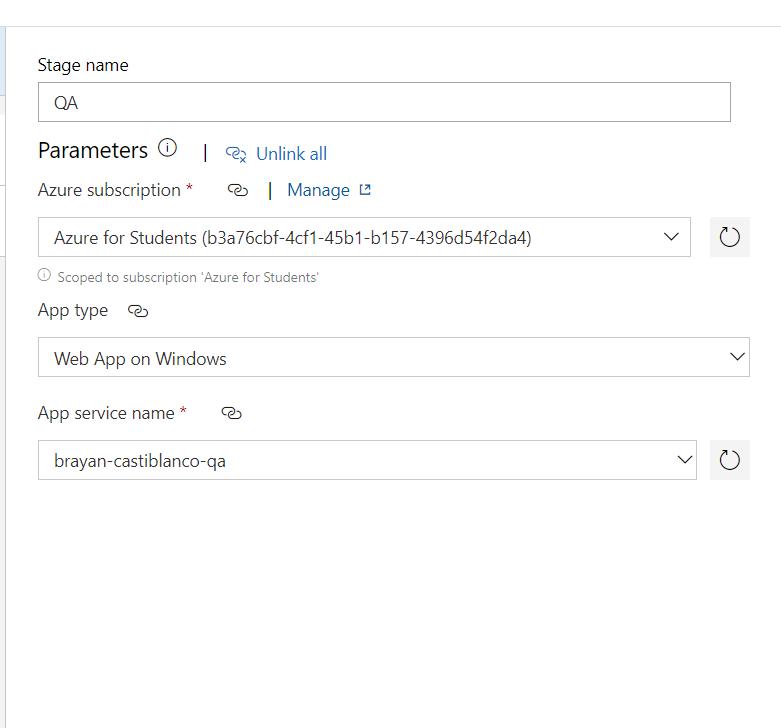 Stage name
QA
Parameters | Unlink all
Azure subscription * | Manage
Azure for Students (b3a76cbf-4cf1-45b1-b157-4396d54f2da4)
Scoped to subscription 'Azure for Students'
App type
Web App on Windows
App service name *
brayan-castiblanco-qa